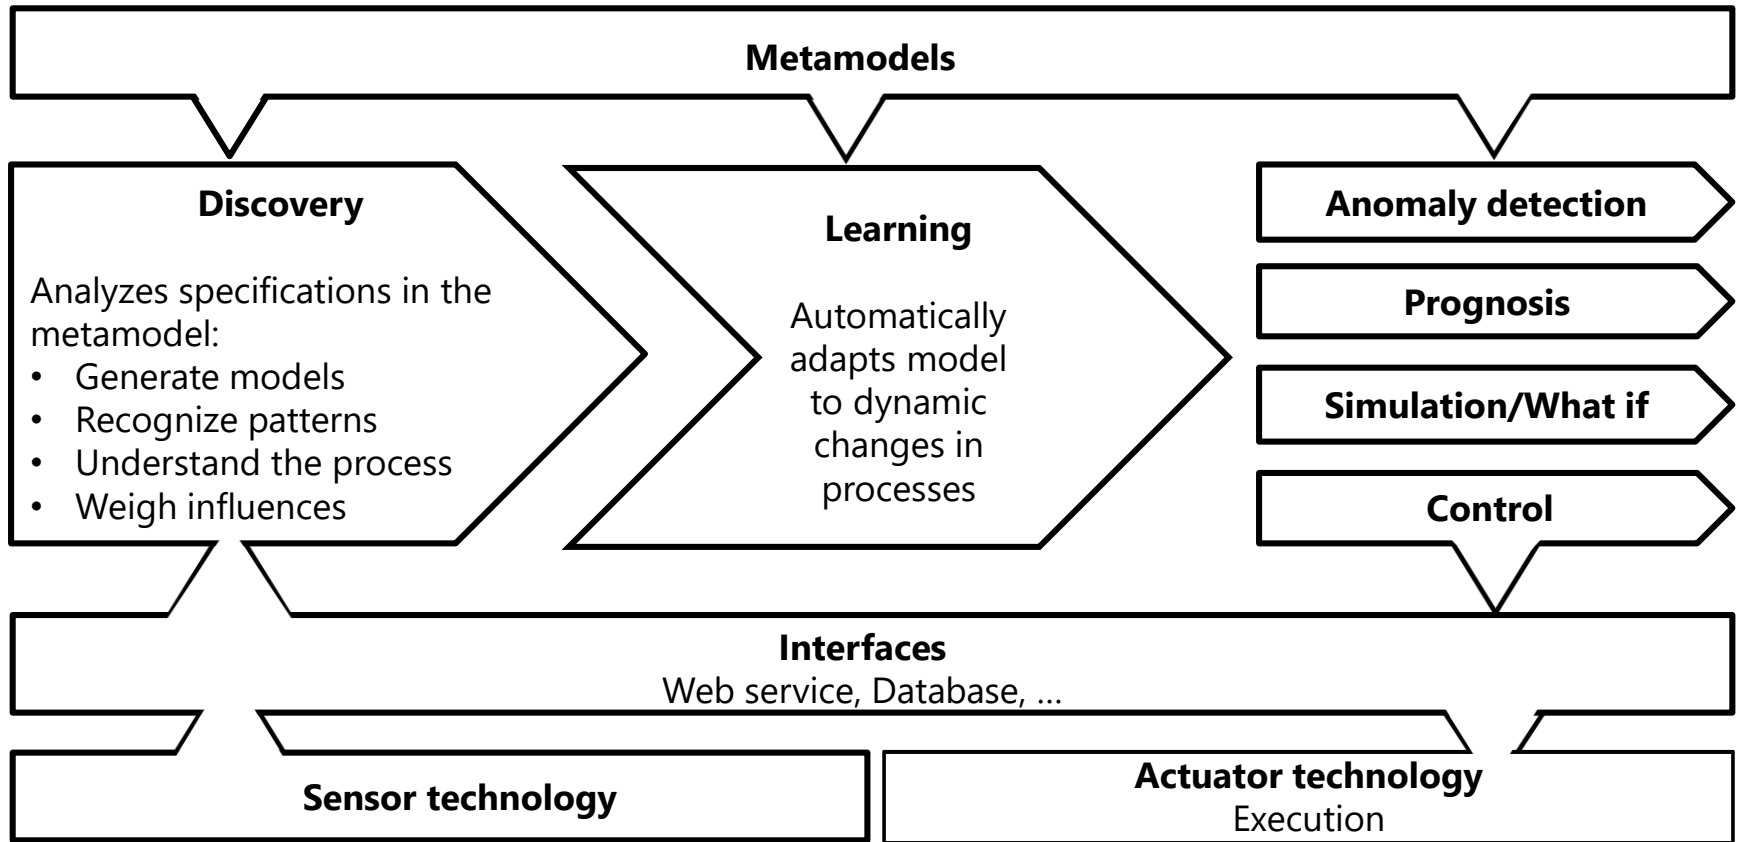 Metamodels
Discovery
Analyzes specifications in the
metamodel:
• Generate models
• Recognize patterns
• Understand the process
• Weigh influences
Learning
Automatically
adapts model
to dynamic
changes in
processes
Anomaly detection
Prognosis
Simulation/What if
Control
Interfaces
Web service, Database, ...
Sensor technology
Actuator technology
Execution